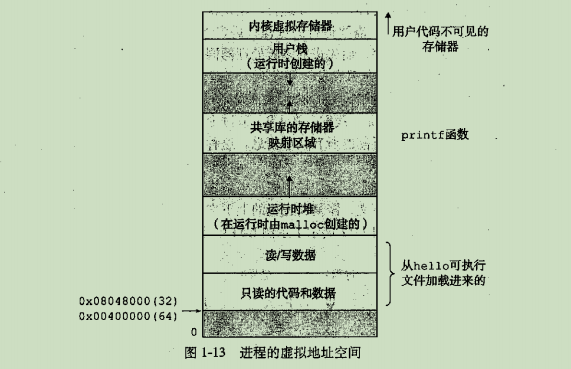 内核虚拟存储器
用户代码不可见的
存储器
用户栈
（运行时创建的）
共享库的存储器
映射区域
printf函数
运行时堆
（在运行时由malloc创建的）
读/写数据
从hello可执行
文件加载进来的
只读的代码和数据
0x08048000(32)
0x00400000(64)
0
图 1-13 进程的虚拟地址空间